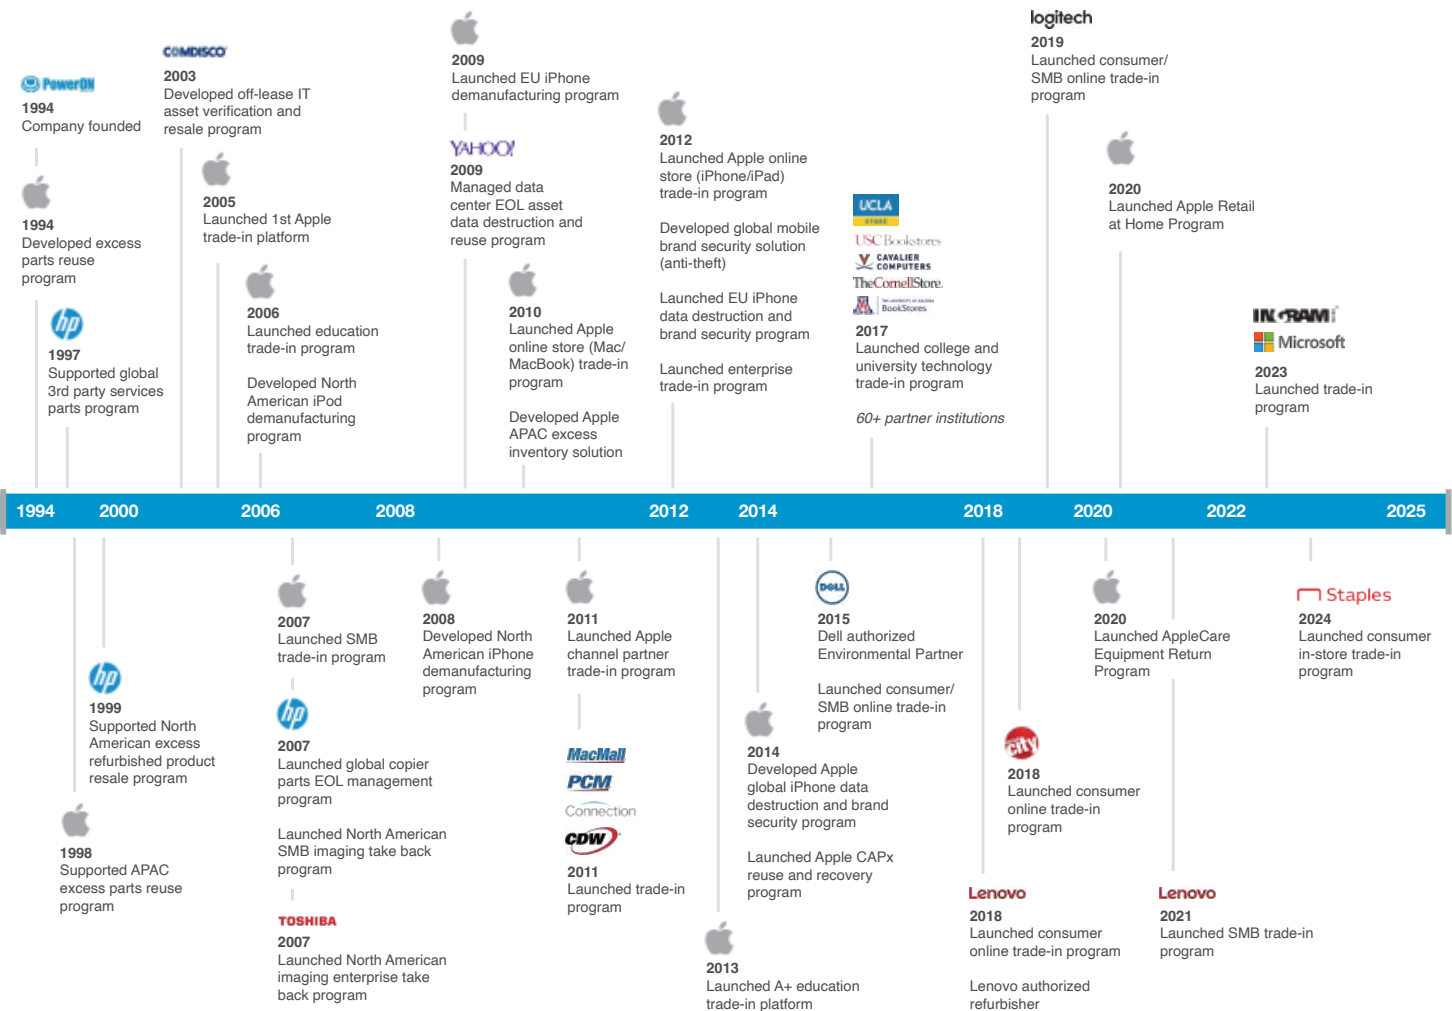 PowerON
1994
Company founded
1994
Developed excess
parts reuse
program
hp
1997
Supported global
3rd party services
parts program
COMDISCO
2003
Developed off-lease IT
asset verification and
resale program
2005
Launched 1st Apple
trade-in platform
2006
Launched education
trade-in program
Developed North
American iPod
demanufacturing
program
2009
Launched EU iPhone
demanufacturing program
YAHOO!
2009
Managed data
center EOL asset
data destruction and
reuse program
2010
Launched Apple
online store (Mac/
MacBook) trade-in
program
Developed Apple
APAC excess
inventory solution
2012
Launched Apple online
store (iPhone/iPad)
trade-in program
Developed global mobile
brand security solution
(anti-theft)
Launched EU iPhone
data destruction and
brand security program
Launched enterprise
trade-in program
UCLA
STORE
USC Bookstores
CAVALIER
COMPUTERS
TheCornellStore.
THE UNIVERSITY OF ARIZONA
BookStores
2017
Launched college and
university technology
trade-in program
60+ partner institutions
logitech
2019
Launched consumer/
SMB online trade-in
program
2020
Launched Apple Retail
at Home Program
INGRAM
Microsoft
2023
Launched trade-in
program
1994 2000 2006 2008 2012 2014 2018 2020 2022 2025
1998
Supported APAC
excess parts reuse
program
hp
1999
Supported North
American excess
refurbished product
resale program
2007
Launched SMB
trade-in program
hp
2007
Launched global copier
parts EOL management
program
Launched North American
SMB imaging take back
program
TOSHIBA
2007
Launched North American
imaging enterprise take
back program
2008
Developed North
American iPhone
demanufacturing
program
2011
Launched Apple
channel partner
trade-in program
MacMall
PCM
Connection
CDW
2011
Launched trade-in
program
2013
Launched A+ education
trade-in platform
2014
Developed Apple
global iPhone data
destruction and brand
security program
Launched Apple CAPx
reuse and recovery
program
DELL
2015
Dell authorized
Environmental Partner
Launched consumer/
SMB online trade-in
program
Lenovo
2018
Launched consumer
online trade-in program
Lenovo authorized
refurbisher
city
2018
Launched consumer
online trade-in
program
2020
Launched AppleCare
Equipment Return
Program
Lenovo
2021
Launched SMB trade-in
program
Staples
2024
Launched consumer
in-store trade-in
program